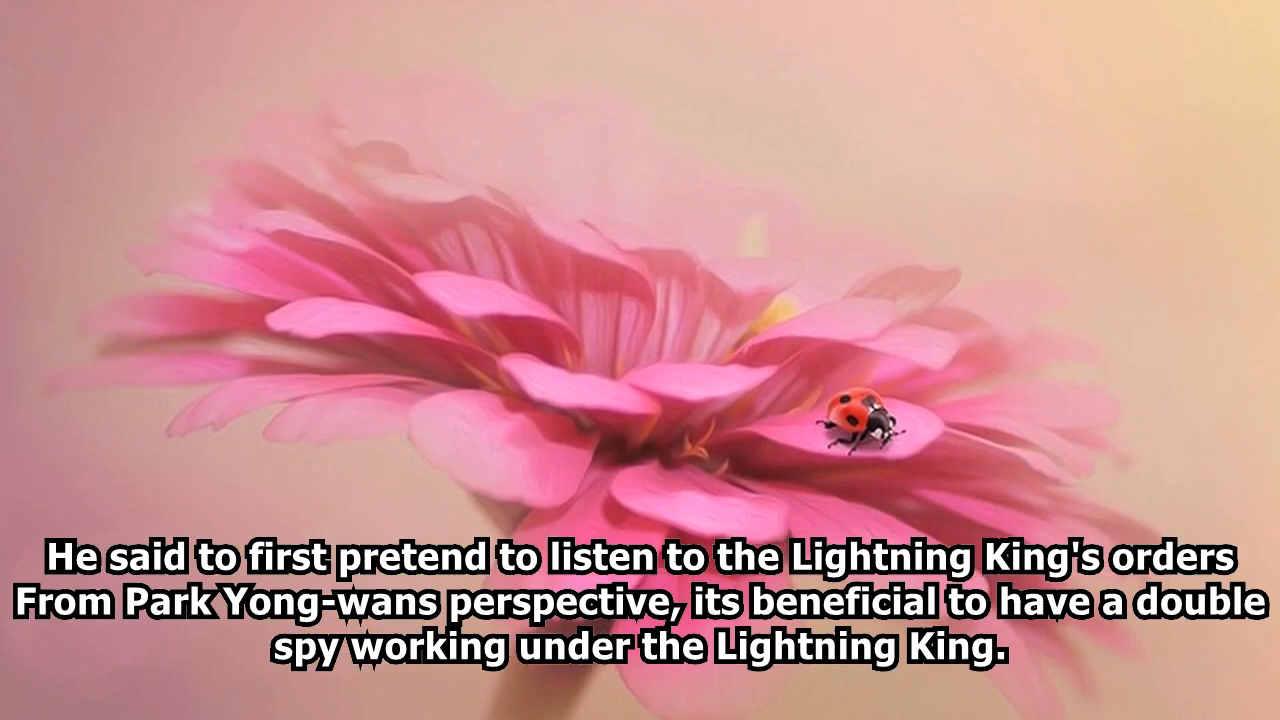 He said to first pretend to listen to the Lightning King's orders
From Park Yong-wans perspective, its beneficial to have a double
spy working under the Lightning King.